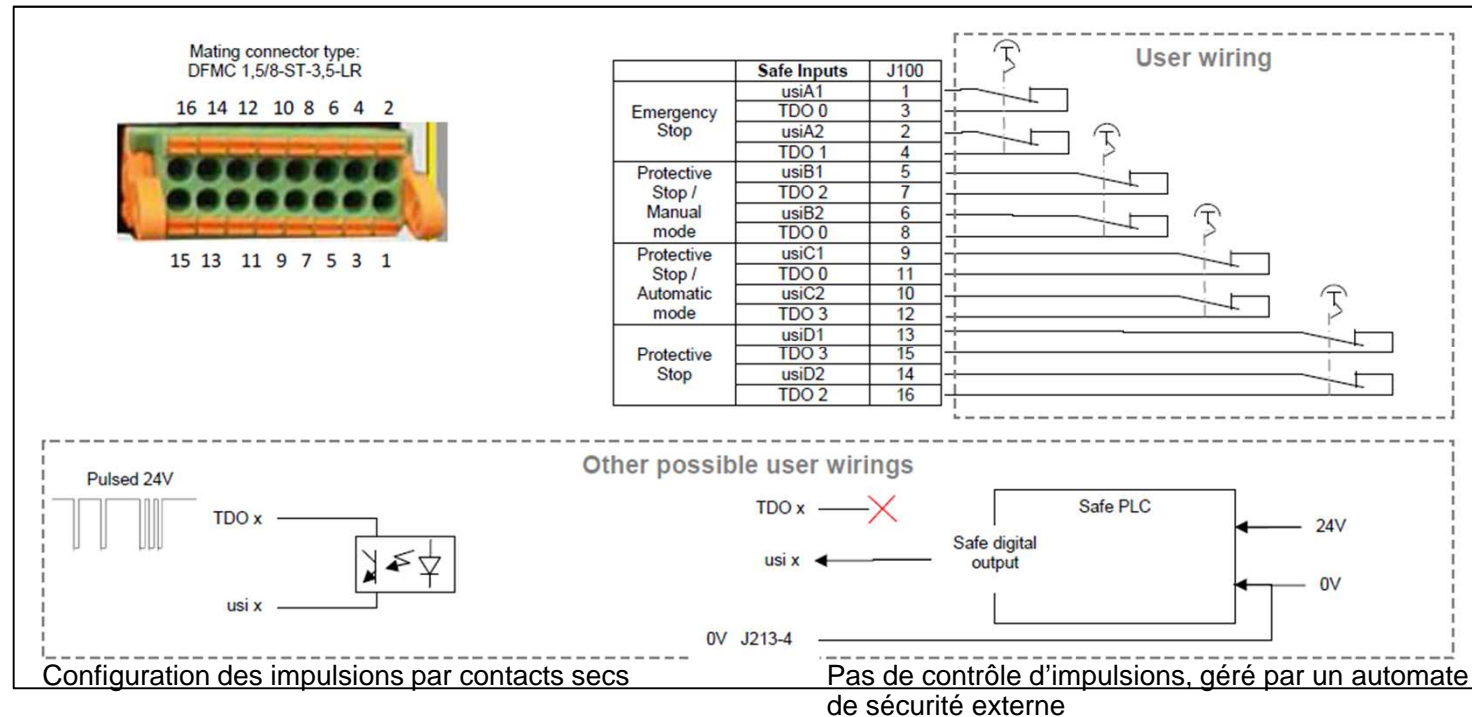 Mating connector type:
DFMC 1,5/8-ST-3,5-LR
16 14 12 10 8 6 4 2
15 13 11 9 7 5 3 1
Safe Inputs J100
Emergency Stop
usiA1 1
TDO 0 3
usiA2 2
TDO 1 4
Protective Stop / Manual mode
usiB1 5
TDO 2 7
usiB2 6
TDO 0 8
Protective Stop / Automatic mode
usiC1 9
TDO 0 11
usiC2 10
TDO 3 12
Protective Stop
usiD1 13
TDO 3 15
usiD2 14
TDO 2 16
User wiring
Other possible user wirings
Pulsed 24V
TDO x
usi x
TDO x
usi x
Safe digital
output
Safe PLC
24V
0V
0V J213-4
Configuration des impulsions par contacts secs
Pas de contrôle d’impulsions, géré par un automate
de sécurité externe